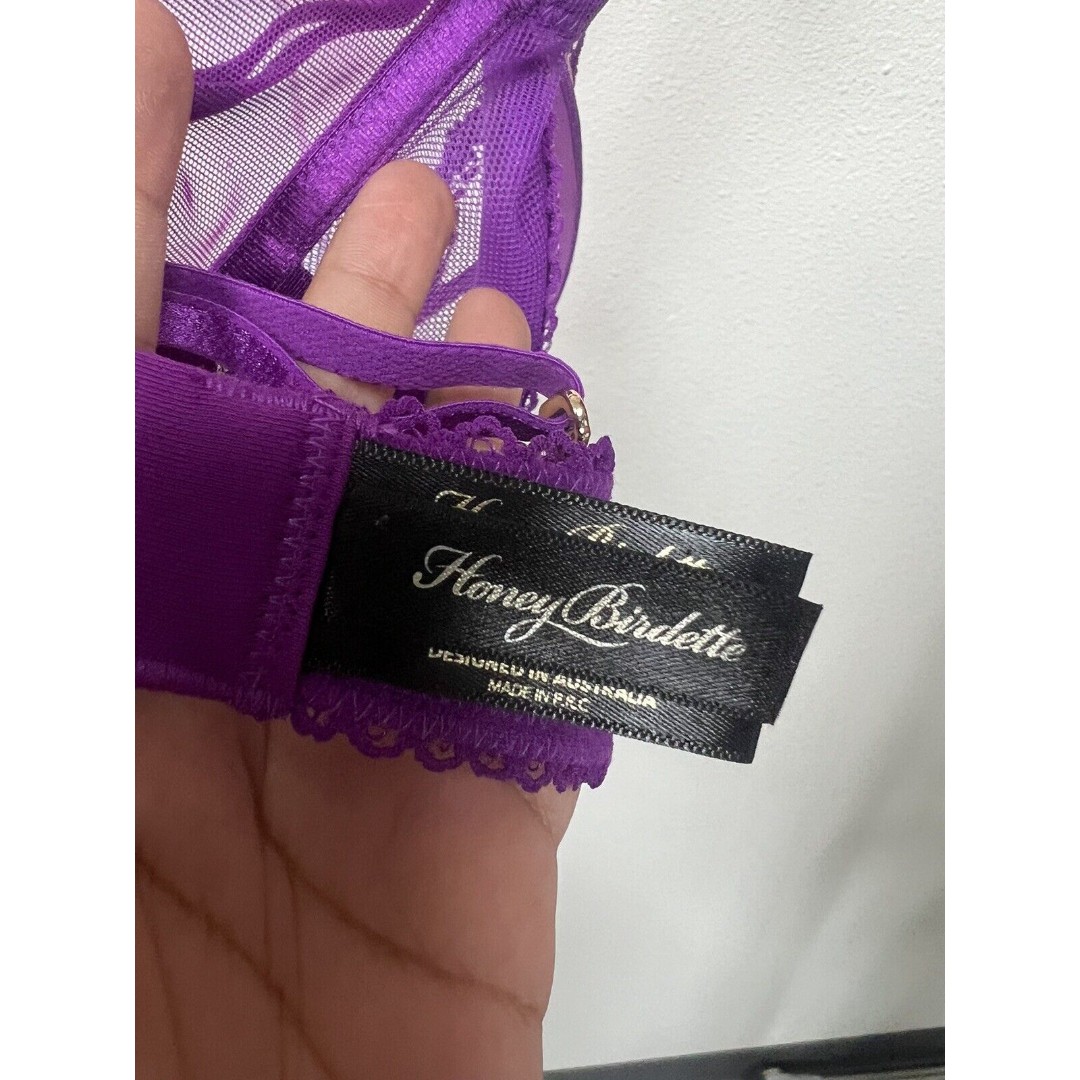 Honey Birdette
DESIGNED IN AUSTRALIA
MADE IN P.R.C